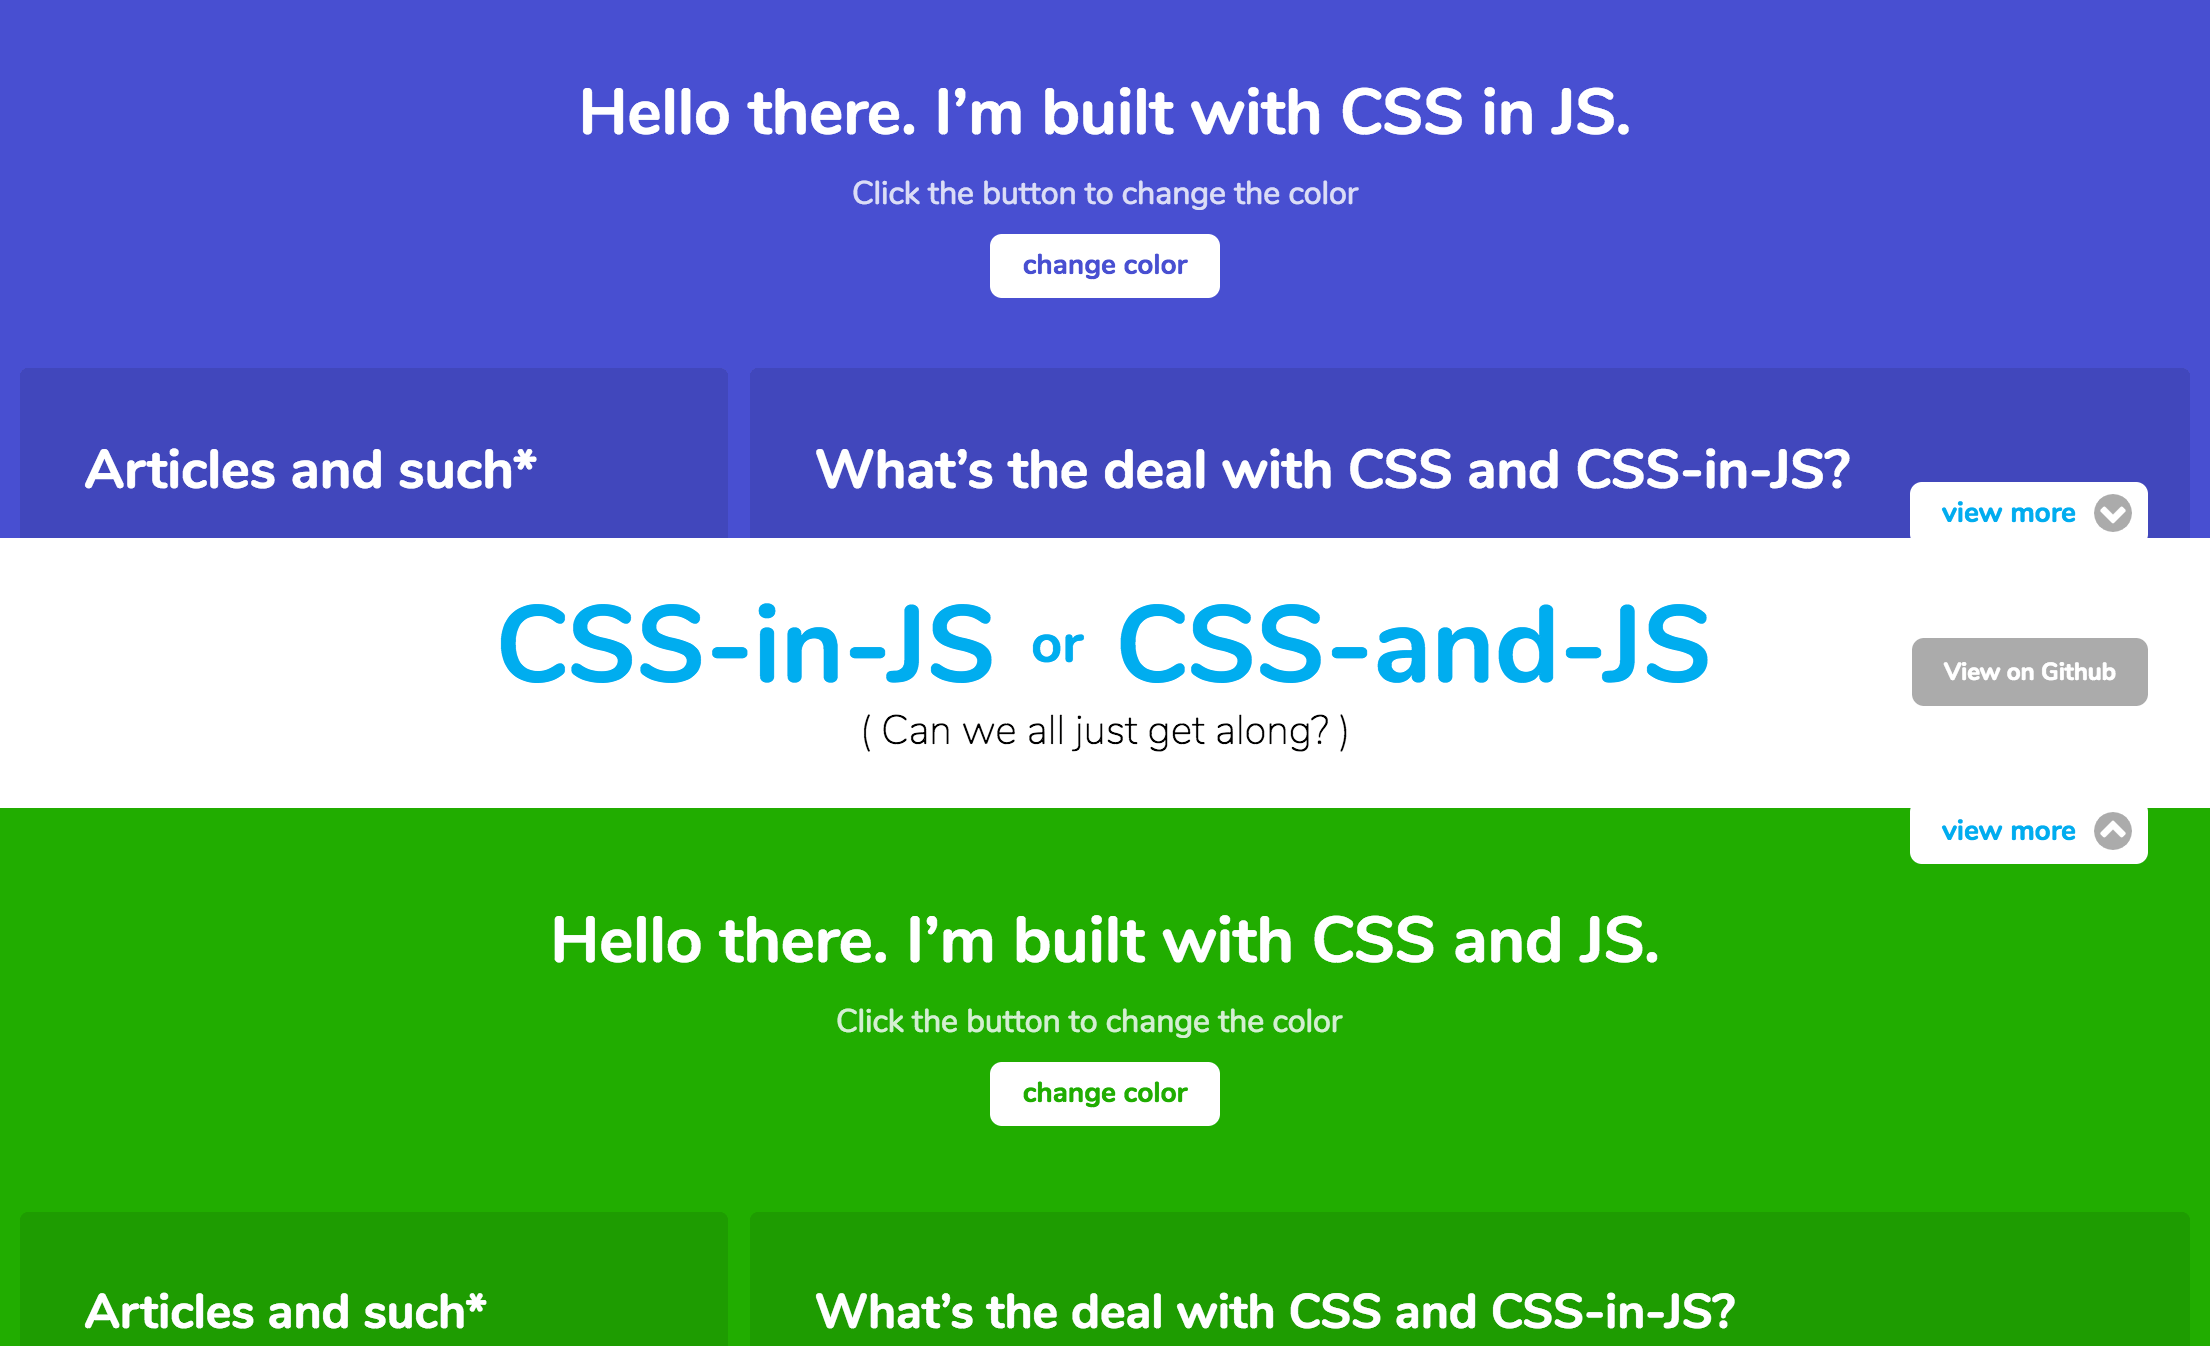 Hello there. I’m built with CSS in JS.
Click the button to change the color
change color
Articles and such*
What’s the deal with CSS and CSS-in-JS?
view more
CSS-in-JS or CSS-and-JS
( Can we all just get along? )
View on Github
view more
Hello there. I’m built with CSS and JS.
Click the button to change the color
change color
Articles and such*
What’s the deal with CSS and CSS-in-JS?